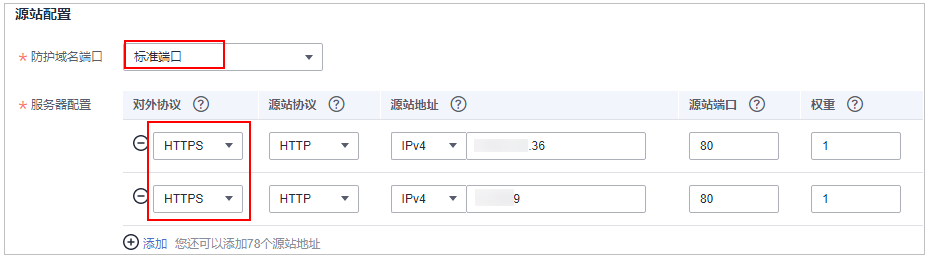 源站配置
★ 防护域名端口 标准端口
★ 服务器配置 对外协议 ? 源站协议 ? 源站地址 ? 源站端口 ? 权重 ?
HTTPS HTTP IPv4 .36 80 1
HTTPS HTTP IPv4 9 80 1
添加 您还可以添加78个源站地址